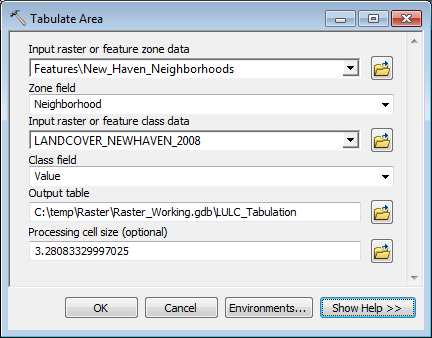 Tabulate Area
Input raster or feature zone data
Features\New_Haven_Neighborhoods
Zone field
Neighborhood
Input raster or feature class data
LANDCOVER_NEWHAVEN_2008
Class field
Value
Output table
C:\temp\Raster\Raster_Working.gdb\LULC_Tabulation
Processing cell size (optional)
3.28083329997025
OK Cancel Environments... Show Help >>